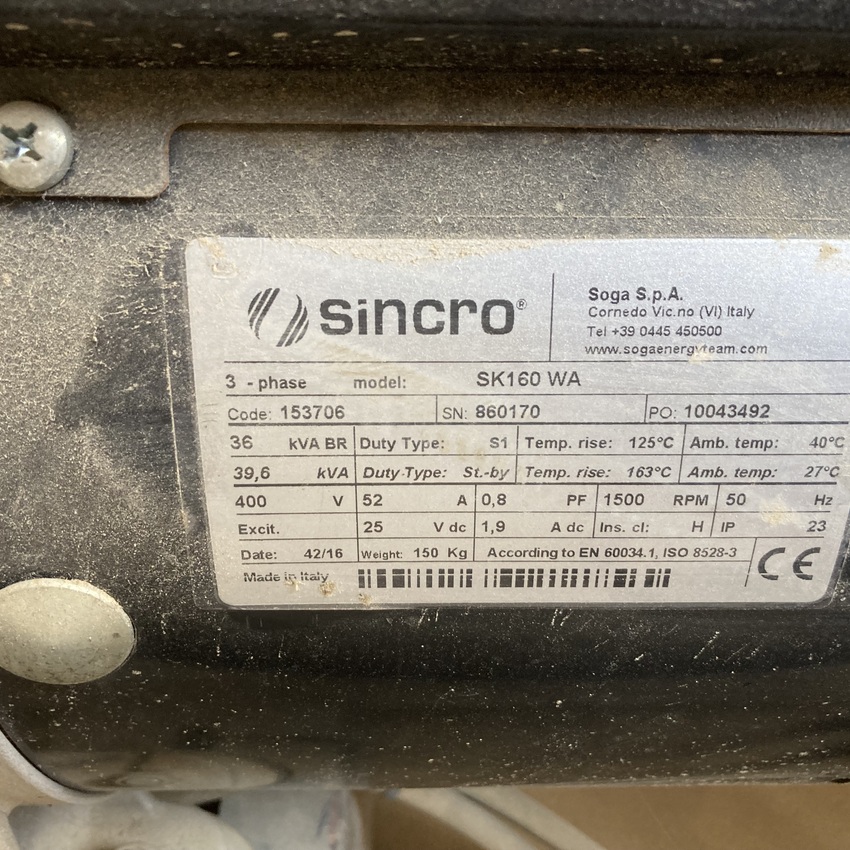 sincro®
Soga S.p.A.
Cornedo Vic.no (VI) Italy
Tel +39 0445 450500
www.sogaenergyteam.com
3 - phase model: SK160 WA
Code: 153706 SN: 860170 PO: 10043492
36 kVA BR Duty Type: S1 Temp. rise: 125°C Amb. temp: 40°C
39,6 kVA Duty-Type: St.-by Temp. rise: 163°C Amb. temp: 27°C
400 V 52 A 0,8 PF 1500 RPM 50 Hz
Excit. 25 V dc 1,9 A dc Ins. cl: H IP 23
Date: 42/16 Weight: 150 Kg According to EN 60034.1, ISO 8528-3
Made in Italy
CE